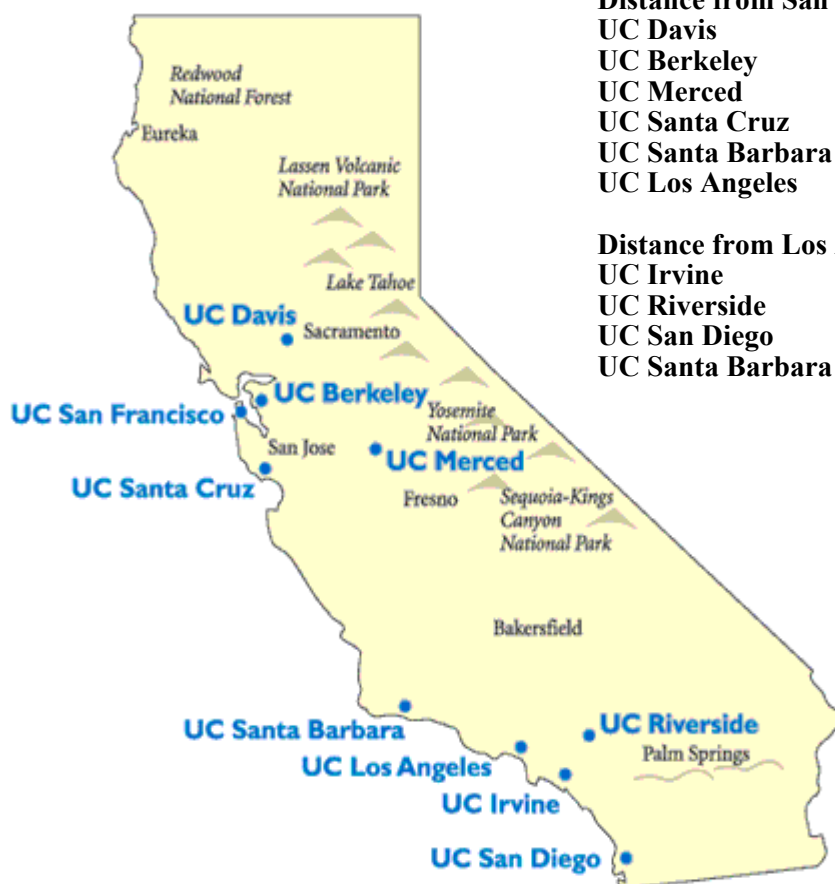 Distance from San
UC Davis
UC Berkeley
UC Merced
UC Santa Cruz
UC Santa Barbara
UC Los Angeles
Distance from Los
UC Irvine
UC Riverside
UC San Diego
UC Santa Barbara
Redwood
National Forest
Eureka
Lassen Volcanic
National Park
Lake Tahoe
UC Davis
Sacramento
UC Berkeley
UC San Francisco
Yosemite
National Park
San Jose
UC Merced
UC Santa Cruz
Fresno
Sequoia-Kings
Canyon
National Park
Bakersfield
UC Santa Barbara
UC Riverside
Palm Springs
UC Los Angeles
UC Irvine
UC San Diego